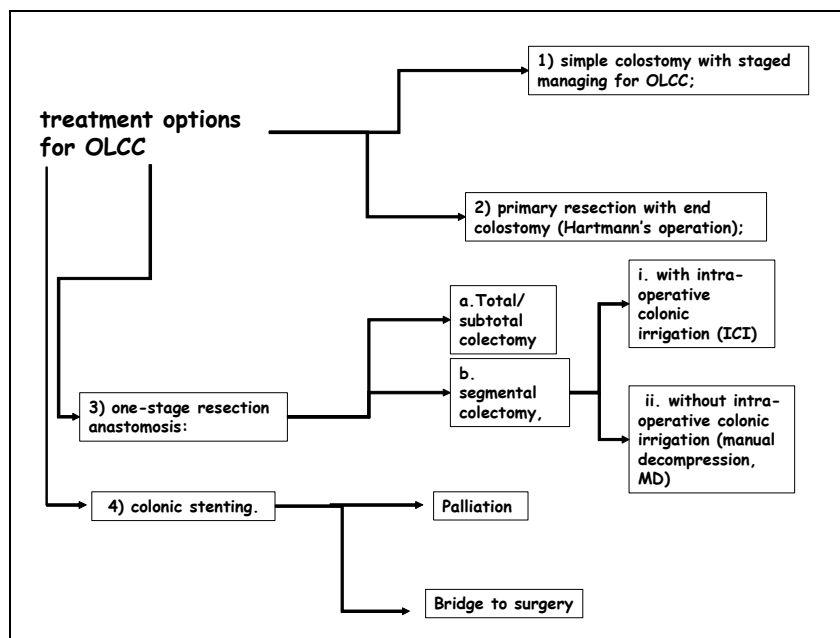 treatment options
for OLCC
1) simple colostomy with staged
managing for OLCC;
2) primary resection with end
colostomy (Hartmann's operation);
3) one-stage resection
anastomosis:
a.Total/
subtotal
colectomy
b.
segmental
colectomy,
i. with intra-
operative
colonic
irrigation (ICI)
ii. without intra-
operative colonic
irrigation (manual
decompression,
MD)
4) colonic stenting.
Palliation
Bridge to surgery